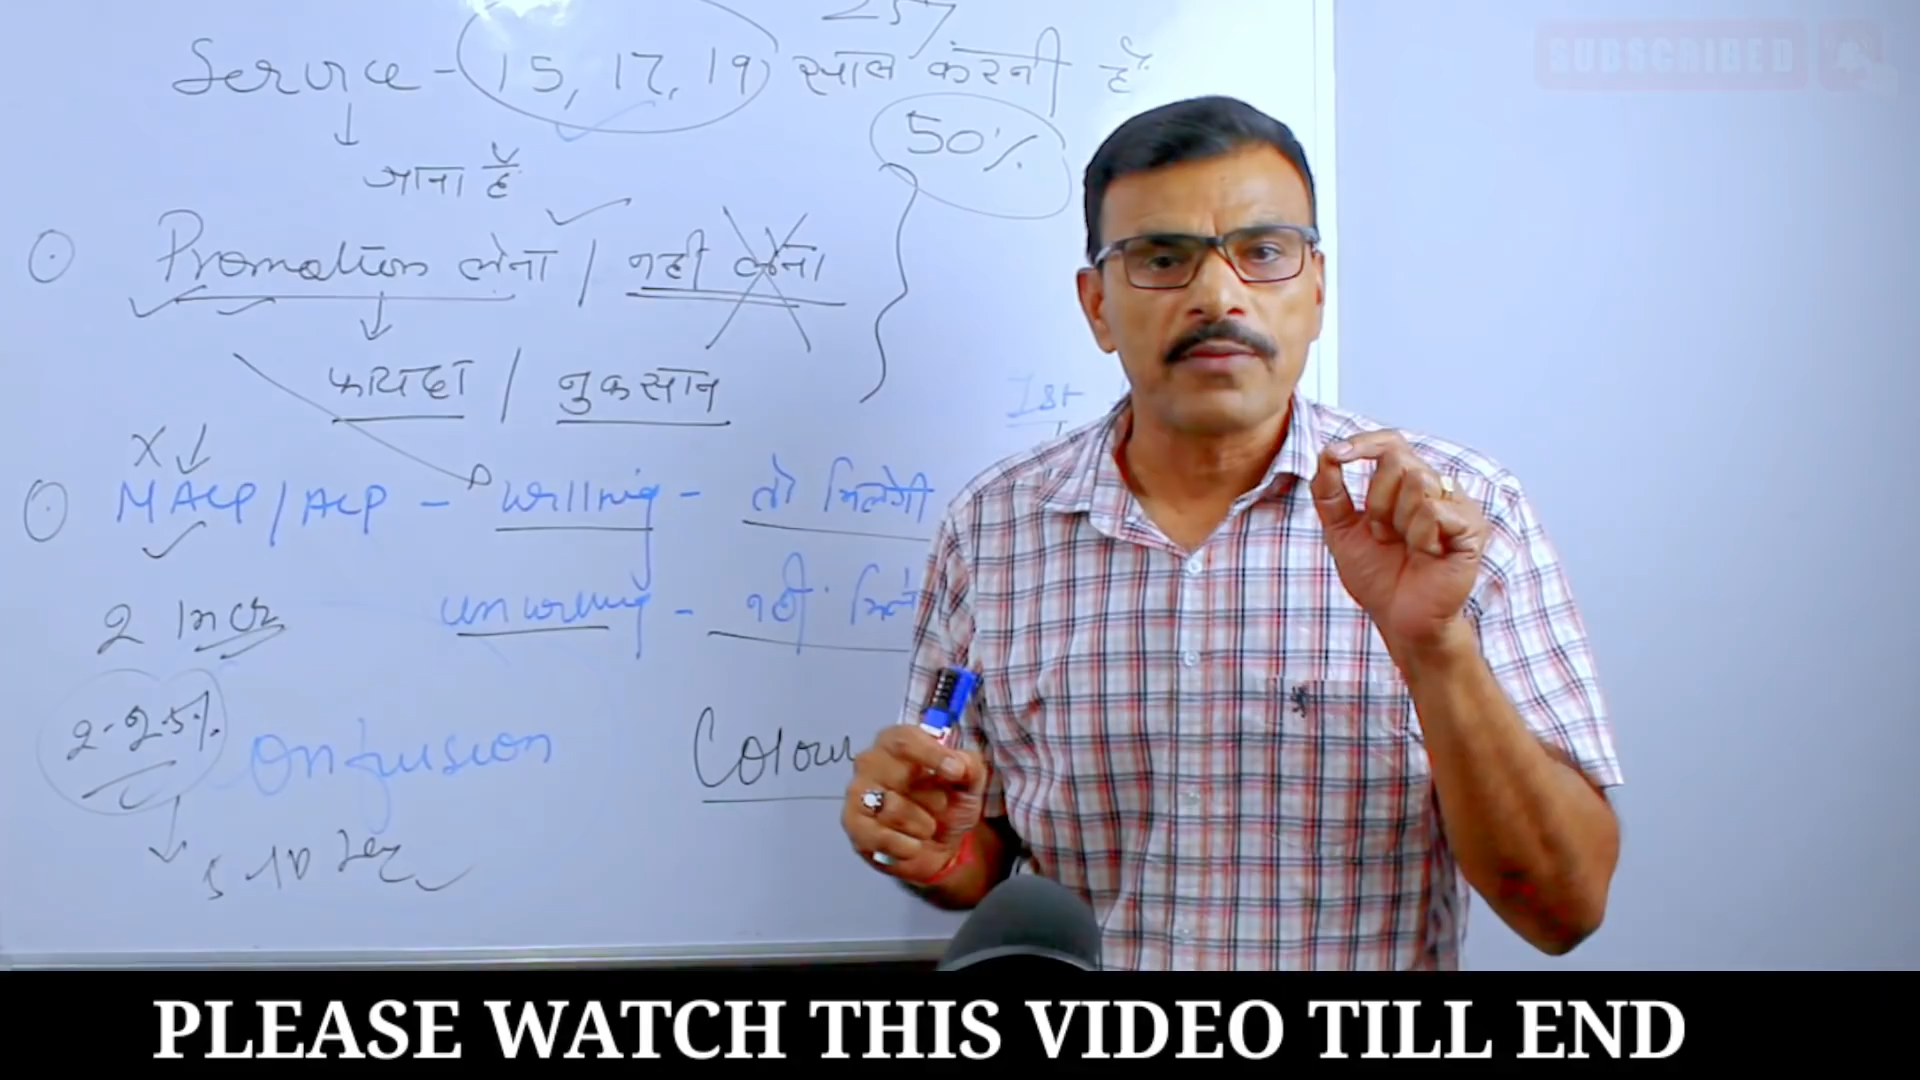 257
Service - 15, 17, 19 साल करनी है
जाना है
50%
Promotion लेना / नहीं लेना
फायदा / नुकसान
Ist
X
MACP / ACP - willing - तो मिलेगी
unwilling - नहीं मिले
2 Incr
2-2.5%
Confusion
Colour
5-10
SUBSCRIBED
PLEASE WATCH THIS VIDEO TILL END